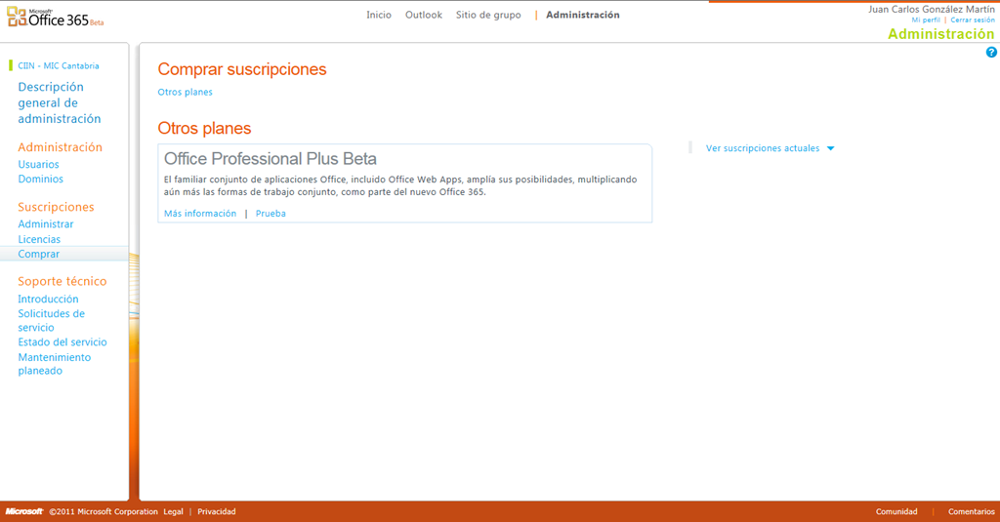 Microsoft
Office 365 Beta
Inicio Outlook Sitio de grupo | Administración
Juan Carlos González Martín
Mi perfil | Cerrar sesión
Administración
?
CIIN - MIC Cantabria
Descripción
general de
administración
Administración
Usuarios
Dominios
Suscripciones
Administrar
Licencias
Comprar
Soporte técnico
Introducción
Solicitudes de
servicio
Estado del servicio
Mantenimiento
planeado
Comprar suscripciones
Otros planes
Otros planes
Office Professional Plus Beta
El familiar conjunto de aplicaciones Office, incluido Office Web Apps, amplía sus posibilidades, multiplicando
aún más las formas de trabajo conjunto, como parte del nuevo Office 365.
Más información | Prueba
Ver suscripciones actuales
Microsoft ©2011 Microsoft Corporation Legal | Privacidad
Comunidad | Comentarios